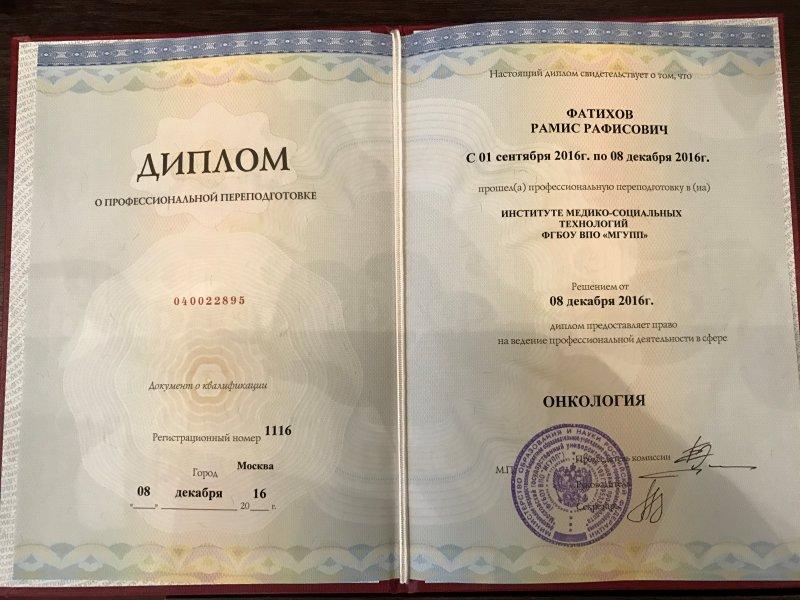 ДИПЛОМ
О ПРОФЕССИОНАЛЬНОЙ ПЕРЕПОДГОТОВКЕ
040022895
Документ о квалификации
Регистрационный номер 1116
Город Москва
08 декабря 16
« » 20 г.
Настоящий диплом свидетельствует о том, что
ФАТИХОВ
РАМИС РАФИСОВИЧ
С 01 сентября 2016г. по 08 декабря 2016г.
прошел(а) профессиональную переподготовку в (на)
ИНСТИТУТЕ МЕДИКО-СОЦИАЛЬНЫХ
ТЕХНОЛОГИЙ
ФГБОУ ВПО «МГУПП»
Решением от
08 декабря 2016г.
диплом предоставляет право
на ведение профессиональной деятельности в сфере
ОНКОЛОГИЯ
Председатель комиссии
М.П.
Руководитель
Секретарь